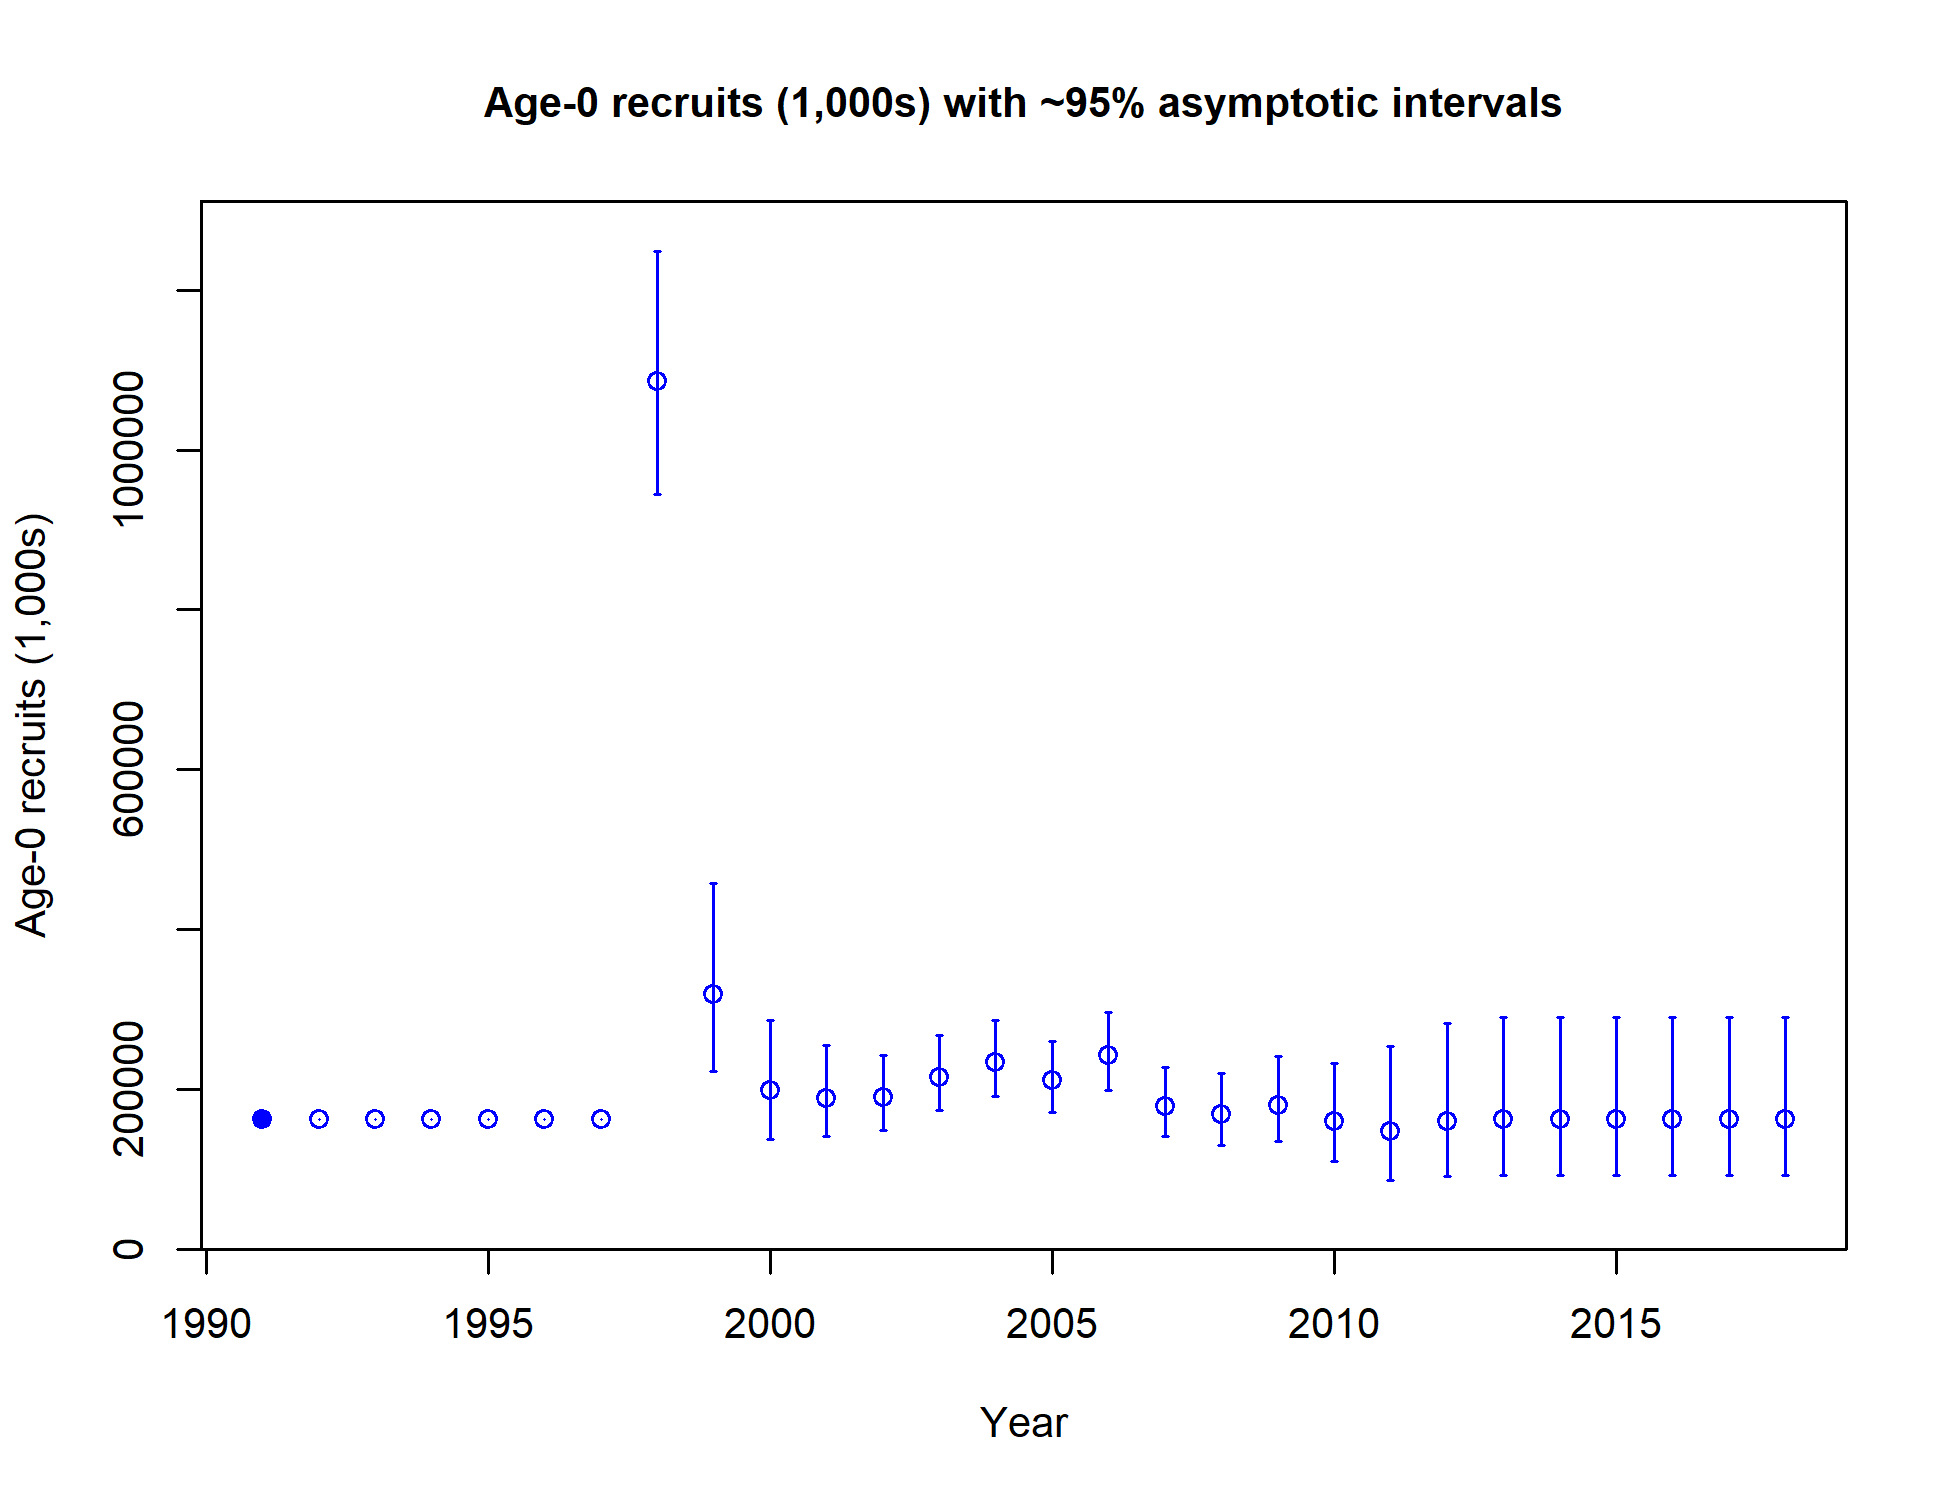 Age-0 recruits (1,000s) with ~95% asymptotic intervals
Age-0 recruits (1,000s)
1000000
600000
200000
0
1990 1995 2000 2005 2010 2015
Year